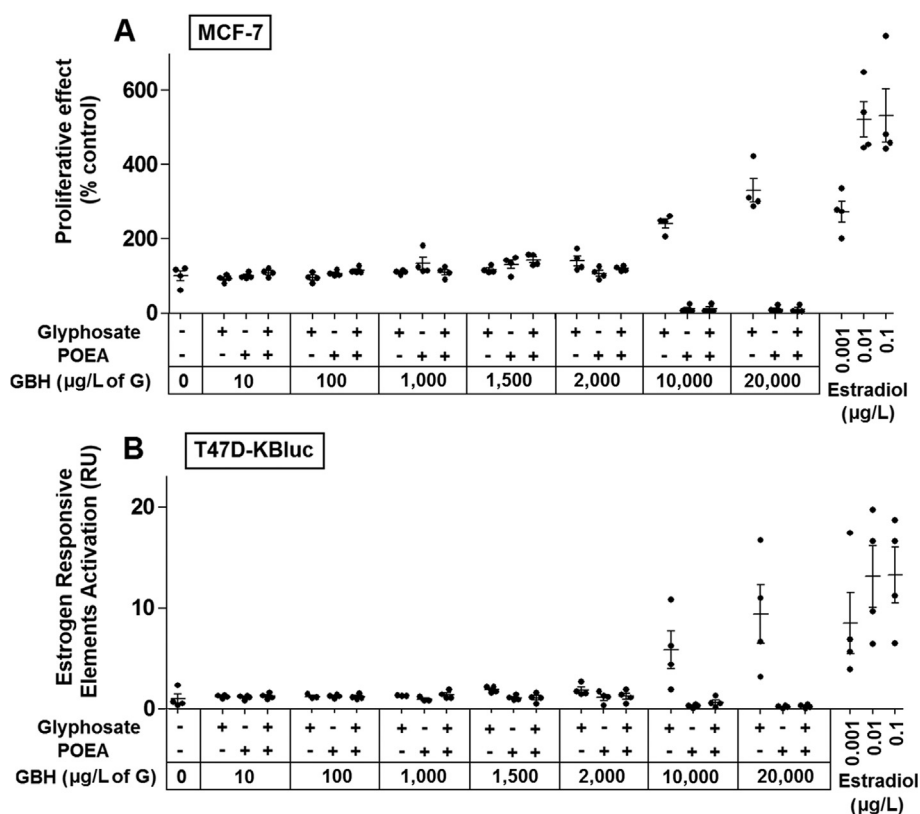 A
MCF-7
Proliferative effect
(% control)
600
400
200
0
Glyphosate - + - + + - + + - + + - + + - + + - + + - +
POEA - - + + - + + - + + - + + - + + - + + - + +
GBH (µg/L of G) 0 10 100 1,000 1,500 2,000 10,000 20,000
0.001 0.01 0.1
Estradiol
(µg/L)
B
T47D-KBluc
Estrogen Responsive
Elements Activation (RU)
20
10
0
Glyphosate - + - + + - + + - + + - + + - + + - + + - +
POEA - - + + - + + - + + - + + - + + - + + - + +
GBH (µg/L of G) 0 10 100 1,000 1,500 2,000 10,000 20,000
0.001 0.01 0.1
Estradiol
(µg/L)